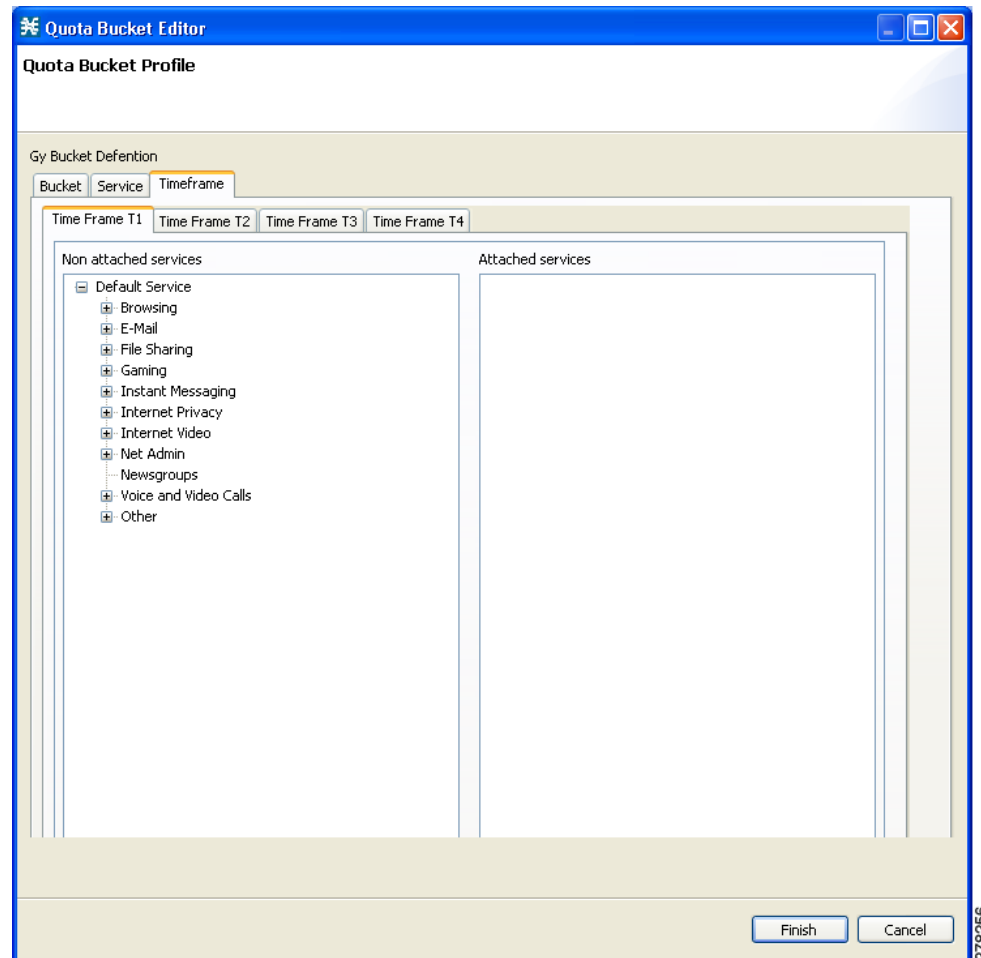 Quota Bucket Editor
Quota Bucket Profile
Gy Bucket Defention
Bucket Service Timeframe
Time Frame T1 Time Frame T2 Time Frame T3 Time Frame T4
Non attached services Attached services
Default Service
Browsing
E-Mail
File Sharing
Gaming
Instant Messaging
Internet Privacy
Internet Video
Net Admin
Newsgroups
Voice and Video Calls
Other
Finish Cancel